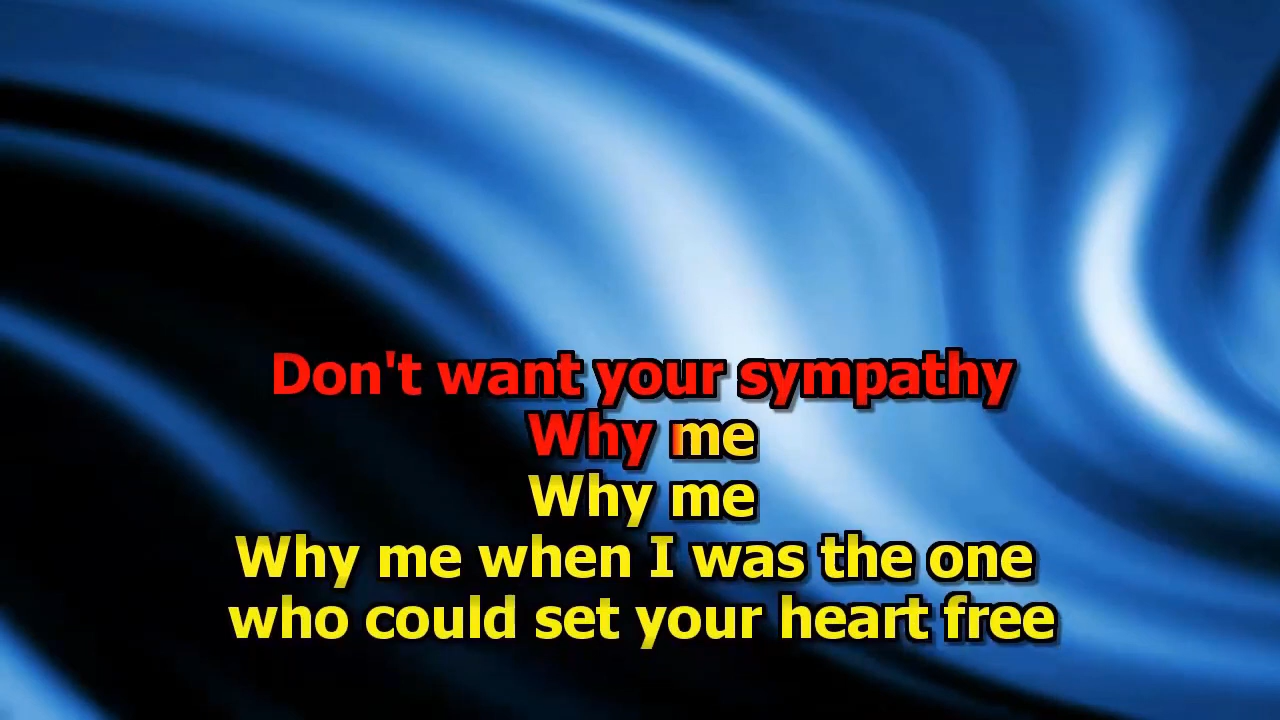 Don't want your sympathy
Why me
Why me
Why me when I was the one
who could set your heart free